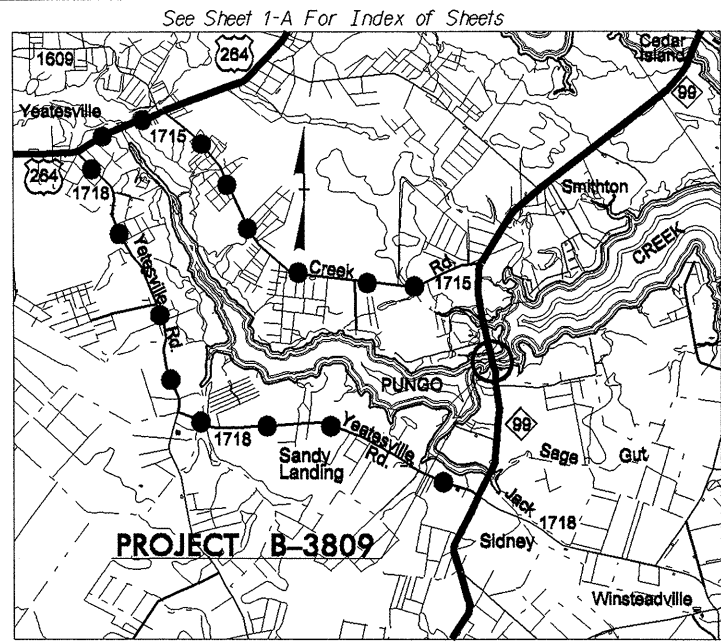 See Sheet 1-A For Index of Sheets
1609
264
Cedar
Island
99
Yeatesville
1715
264
1718
Smithton
Yetesville
Rd.
Creek
Rd.
1715
CREEK
PUNGO
99
1718
Sandy
Landing
Yeatesville
Rd.
Sage Gut
Jack
1718
Sidney
PROJECT B-3809
Winsteadville